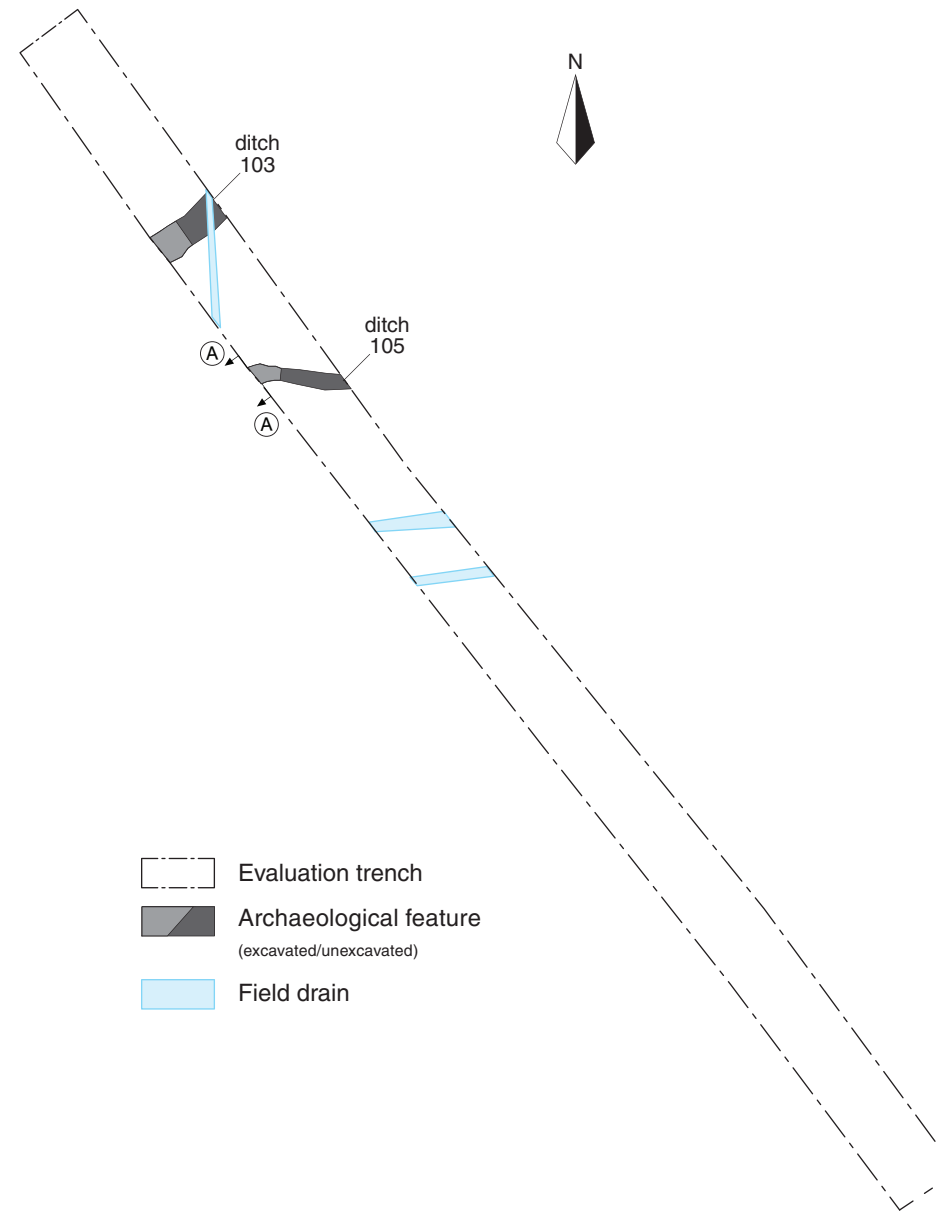 N
ditch
103
ditch
105
A
A
Evaluation trench
Archaeological feature
(excavated/unexcavated)
Field drain